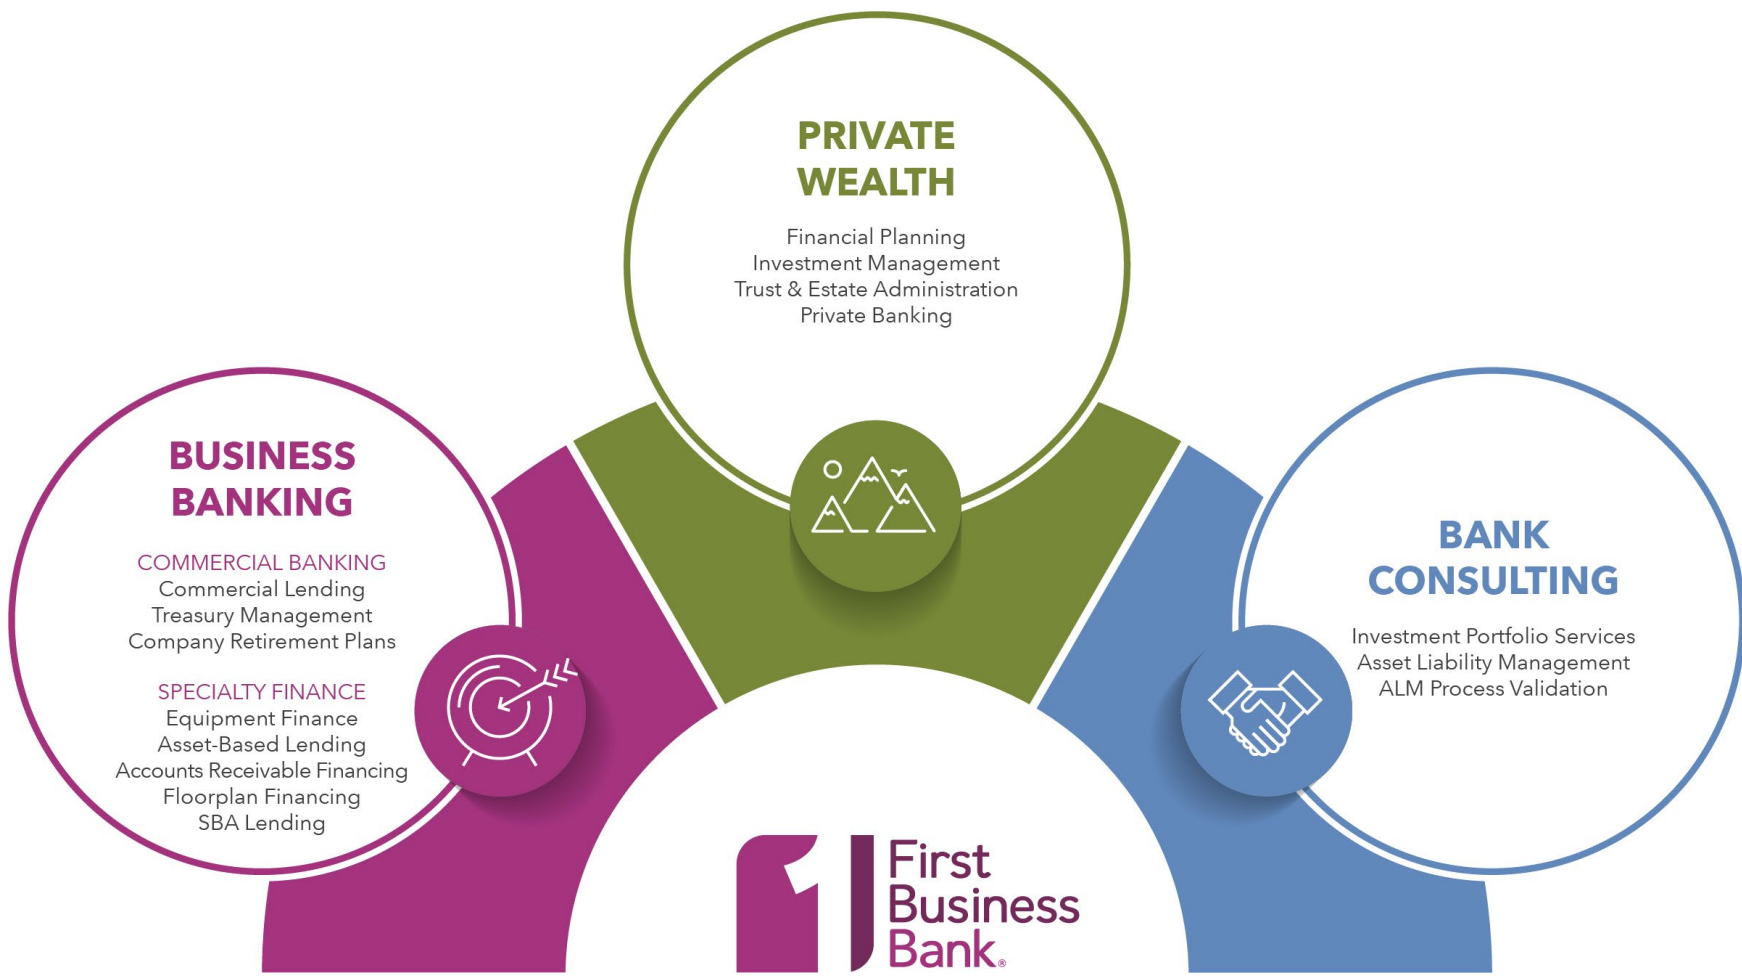 PRIVATE
WEALTH
Financial Planning
Investment Management
Trust & Estate Administration
Private Banking
BUSINESS
BANKING
COMMERCIAL BANKING
Commercial Lending
Treasury Management
Company Retirement Plans
SPECIALTY FINANCE
Equipment Finance
Asset-Based Lending
Accounts Receivable Financing
Floorplan Financing
SBA Lending
BANK
CONSULTING
Investment Portfolio Services
Asset Liability Management
ALM Process Validation
First
Business
Bank®